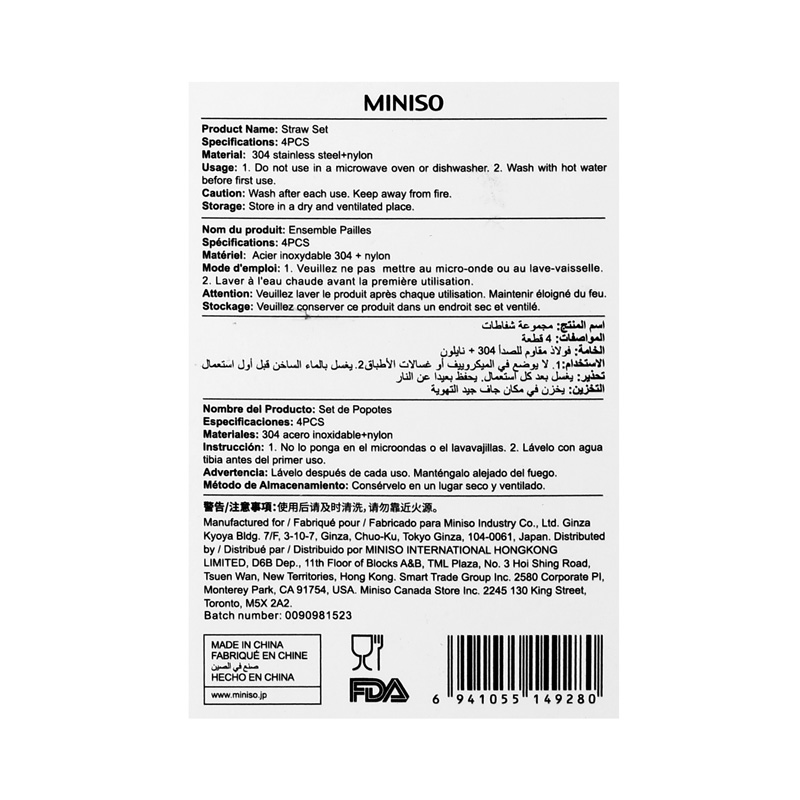 MINISO
Product Name: Straw Set
Specifications: 4PCS
Material: 304 stainless steel+nylon
Usage: 1. Do not use in a microwave oven or dishwasher. 2. Wash with hot water
before first use.
Caution: Wash after each use. Keep away from fire.
Storage: Store in a dry and ventilated place.
Nom du produit: Ensemble Pailles
Spécifications: 4PCS
Matériel: Acier inoxydable 304 + nylon
Mode d'emploi: 1. Veuillez ne pas mettre au micro-onde ou au lave-vaisselle.
2. Laver à l'eau chaude avant la première utilisation.
Attention: Veuillez laver le produit après chaque utilisation. Maintenir éloigné du feu.
Stockage: Veuillez conserver ce produit dans un endroit sec et ventilé.
اسم المنتج: مجموعة شفاطات
المواصفات: 4 قطعة
الخامة: فولاذ مقاوم للصدأ 304 + نايلون
الاستخدام: 1. لا يوضع في الميكروييف أو غسالات الأطباق 2. يغسل بالماء الساخن قبل أول استعمال
تحذير: يغسل بعد كل استعمال. يحفظ بعيدا عن النار
التخزين: يخزن في مكان جاف جيد التهوية
Nombre del Producto: Set de Popotes
Especificaciones: 4PCS
Materiales: 304 acero inoxidable+nylon
Instrucción: 1. No lo ponga en el microondas o el lavavajillas. 2. Lávelo con agua
tibia antes del primer uso.
Advertencia: Lávelo después de cada uso. Manténgalo alejado del fuego.
Método de Almacenamiento: Consérvelo en un lugar seco y ventilado.
警告/注意事项:使用后请及时清洗,请勿靠近火源。
Manufactured for / Fabriqué pour / Fabricado para Miniso Industry Co., Ltd. Ginza
Kyoya Bldg. 7/F, 3-10-7, Ginza, Chuo-Ku, Tokyo Ginza, 104-0061, Japan. Distributed
by / Distribué par / Distribuido por MINISO INTERNATIONAL HONGKONG
LIMITED, D6B Dep., 11th Floor of Blocks A&B, TML Plaza, No. 3 Hoi Shing Road,
Tsuen Wan, New Territories, Hong Kong. Smart Trade Group Inc. 2580 Corporate Pl,
Monterey Park, CA 91754, USA. Miniso Canada Store Inc. 2245 130 King Street,
Toronto, M5X 2A2.
Batch number: 0090981523
MADE IN CHINA
FABRIQUÉ EN CHINE
صنع في الصين
HECHO EN CHINA
www.miniso.jp
FDA
6 941055 149280